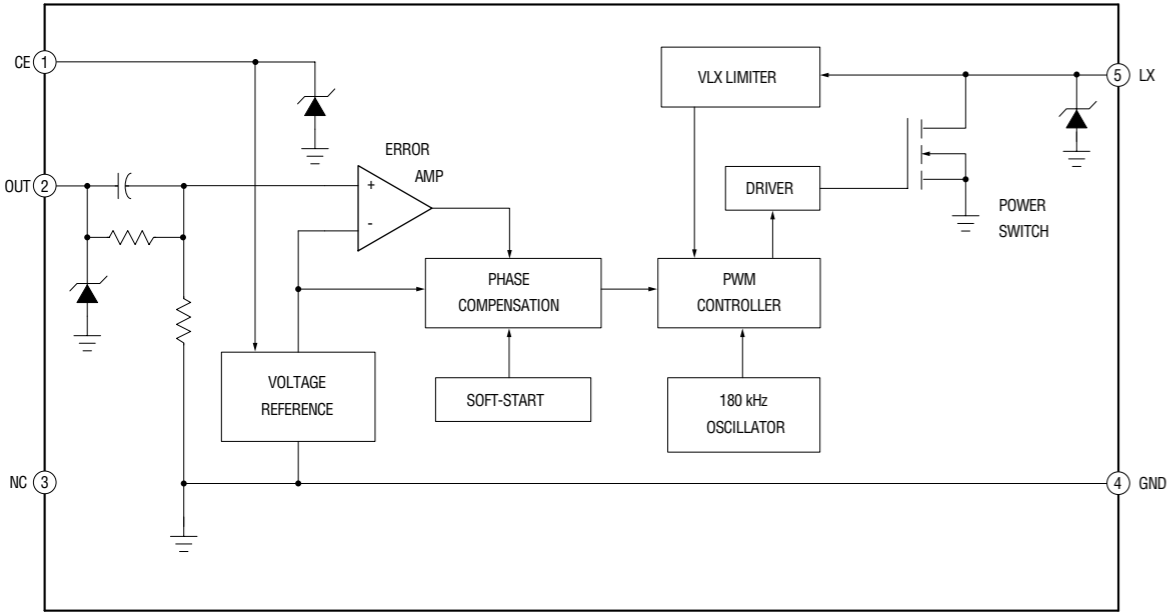 CE 1
VLX LIMITER
5 LX
ERROR
AMP
OUT 2
+
-
DRIVER
POWER
SWITCH
PHASE
COMPENSATION
PWM
CONTROLLER
VOLTAGE
REFERENCE
SOFT-START
180 kHz
OSCILLATOR
NC 3
4 GND